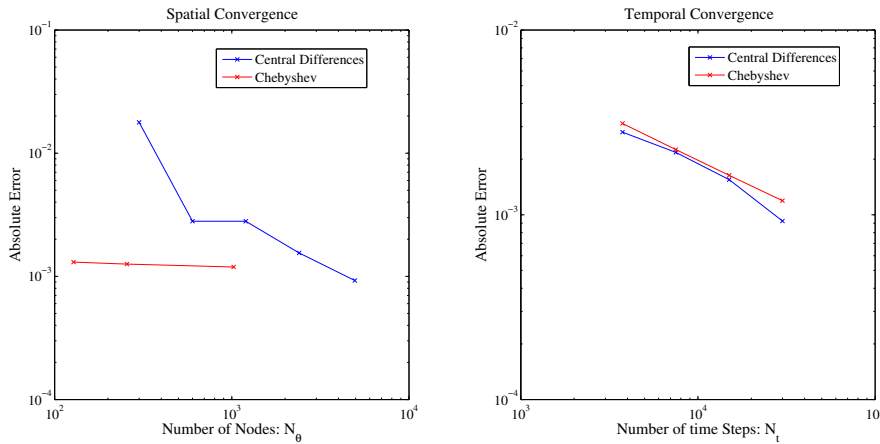 Spatial Convergence
10^-1
10^-2
10^-3
10^-4
Absolute Error
Central Differences
Chebyshev
10^2
10^3
10^4
Number of Nodes: N_θ
Temporal Convergence
10^-2
10^-3
10^-4
Absolute Error
Central Differences
Chebyshev
10^3
10^4
Number of time Steps: N_t